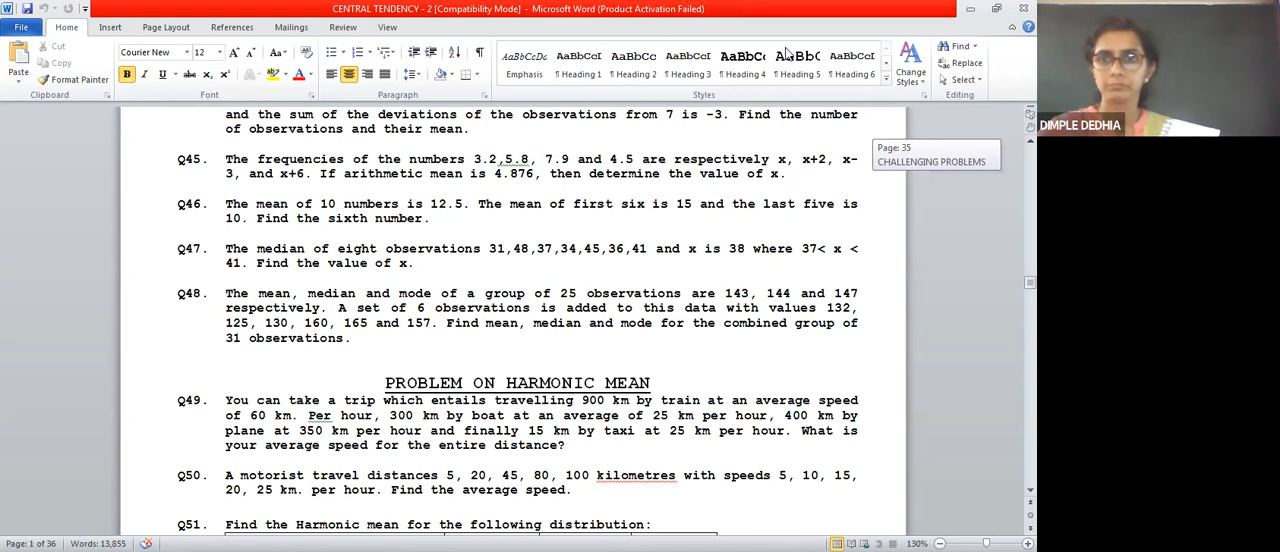 CENTRAL TENDENCY - 2 [Compatibility Mode] - Microsoft Word (Product Activation Failed)
File Home Insert Page Layout References Mailings Review View
Paste
Cut
Copy
Format Painter
Clipboard
Courier New 12
Font
Paragraph
AaBbCcDc AaBbCcI AaBbCc AaBbCcI AaBbCc AaBbC AaBbCcI
Emphasis ¶ Heading 1 ¶ Heading 2 ¶ Heading 3 ¶ Heading 4 ¶ Heading 5 ¶ Heading 6
Styles
Change Styles
Find
Replace
Select
Editing
DIMPLE DEDHIA
Page: 35
CHALLENGING PROBLEMS
and the sum of the deviations of the observations from 7 is -3. Find the number
of observations and their mean.
Q45. The frequencies of the numbers 3.2,5.8, 7.9 and 4.5 are respectively x, x+2, x-
3, and x+6. If arithmetic mean is 4.876, then determine the value of x.
Q46. The mean of 10 numbers is 12.5. The mean of first six is 15 and the last five is
10. Find the sixth number.
Q47. The median of eight observations 31,48,37,34,45,36,41 and x is 38 where 37< x <
41. Find the value of x.
Q48. The mean, median and mode of a group of 25 observations are 143, 144 and 147
respectively. A set of 6 observations is added to this data with values 132,
125, 130, 160, 165 and 157. Find mean, median and mode for the combined group of
31 observations.
PROBLEM ON HARMONIC MEAN
Q49. You can take a trip which entails travelling 900 km by train at an average speed
of 60 km. Per hour, 300 km by boat at an average of 25 km per hour, 400 km by
plane at 350 km per hour and finally 15 km by taxi at 25 km per hour. What is
your average speed for the entire distance?
Q50. A motorist travel distances 5, 20, 45, 80, 100 kilometres with speeds 5, 10, 15,
20, 25 km. per hour. Find the average speed.
Q51. Find the Harmonic mean for the following distribution:
Page: 1 of 36 Words: 13,855 130%